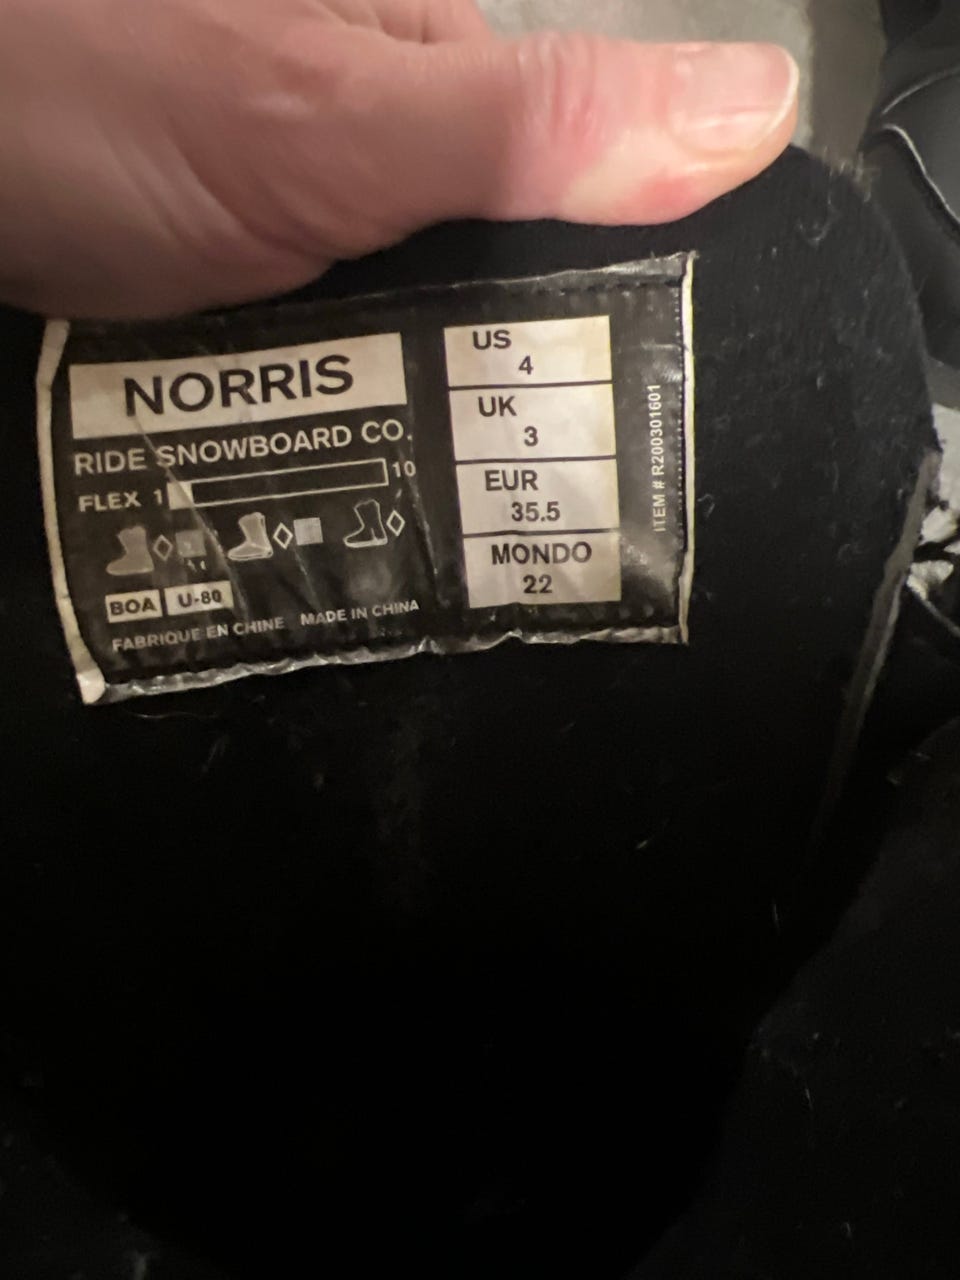 NORRIS
RIDE SNOWBOARD CO.
FLEX 1 10
BOA U-80
FABRIQUE EN CHINE MADE IN CHINA
US
4
UK
3
EUR
35.5
MONDO
22
ITEM # R200301601